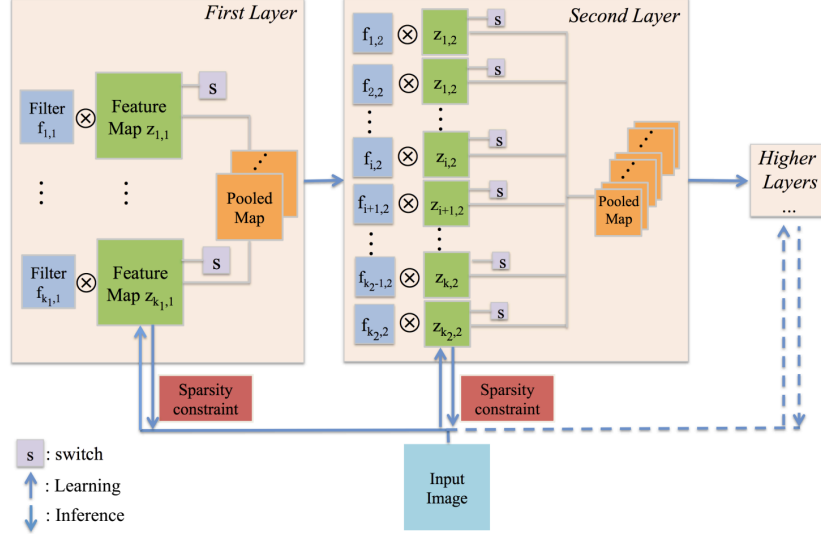 First Layer
s
Filter
f1,1
⊗
Feature
Map z1,1
Pooled
Map
s
Filter
fk1,1
⊗
Feature
Map zk1,1
Second Layer
f1,2 ⊗ z1,2 s
f2,2 ⊗ z1,2 s
fi,2 ⊗ zi,2 s
fi+1,2 ⊗ zi+1,2 s
fk2-1,2 ⊗ zk,2 s
fk2,2 ⊗ zk2,2 s
Pooled
Map
Higher
Layers
...
Sparsity
constraint
Sparsity
constraint
Input
Image
s : switch
: Learning
: Inference